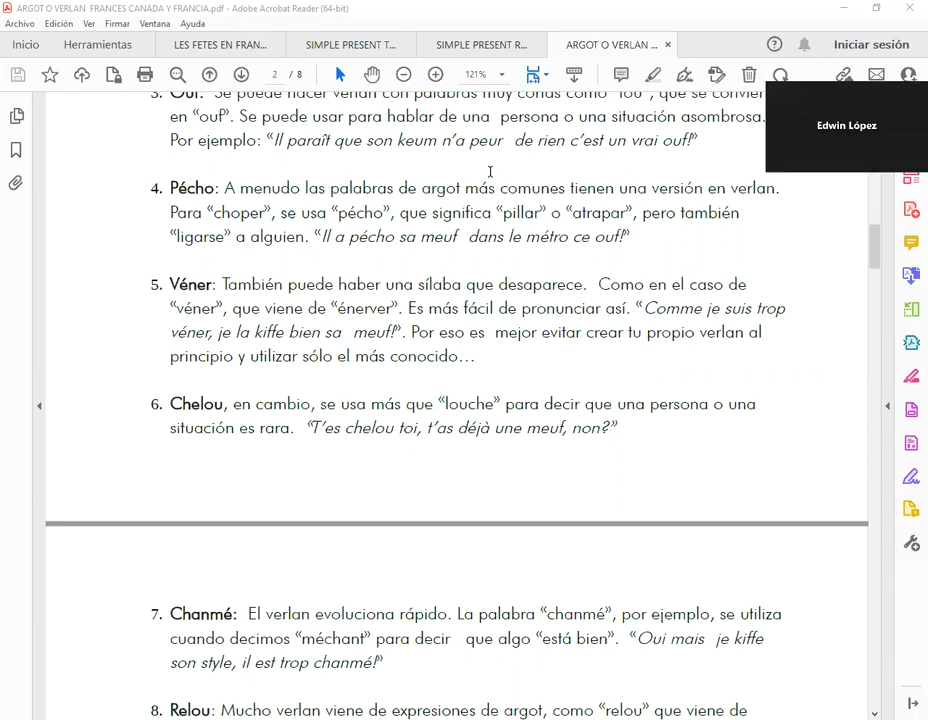 ARGOT O VERLAN FRANCES CANADA Y FRANCIA.pdf - Adobe Acrobat Reader (64-bit)
Archivo Edición Ver Firmar Ventana Ayuda
Inicio Herramientas LES FETES EN FRAN... SIMPLE PRESENT T... SIMPLE PRESENT R... ARGOT O VERLAN ... × Iniciar sesión
2 / 8 121%
Edwin López
3. Ouf: Se puede hacer verlan con palabras muy cortas como "fou", que se convier
en "ouf". Se puede usar para hablar de una persona o una situación asombrosa.
Por ejemplo: "Il paraît que son keum n'a peur de rien c'est un vrai ouf!"
4. Pécho: A menudo las palabras de argot más comunes tienen una versión en verlan.
Para "choper", se usa "pécho", que significa "pillar" o "atrapar", pero también
"ligarse" a alguien. "Il a pécho sa meuf dans le métro ce ouf!"
5. Véner: También puede haber una sílaba que desaparece. Como en el caso de
"véner", que viene de "énerver". Es más fácil de pronunciar así. "Comme je suis trop
véner, je la kiffe bien sa meuf!". Por eso es mejor evitar crear tu propio verlan al
principio y utilizar sólo el más conocido...
6. Chelou, en cambio, se usa más que "louche" para decir que una persona o una
situación es rara. "T'es chelou toi, t'as déjà une meuf, non?"
7. Chanmé: El verlan evoluciona rápido. La palabra "chanmé", por ejemplo, se utiliza
cuando decimos "méchant" para decir que algo "está bien". "Oui mais je kiffe
son style, il est trop chanmé!"
8. Relou: Mucho verlan viene de expresiones de argot, como "relou" que viene de